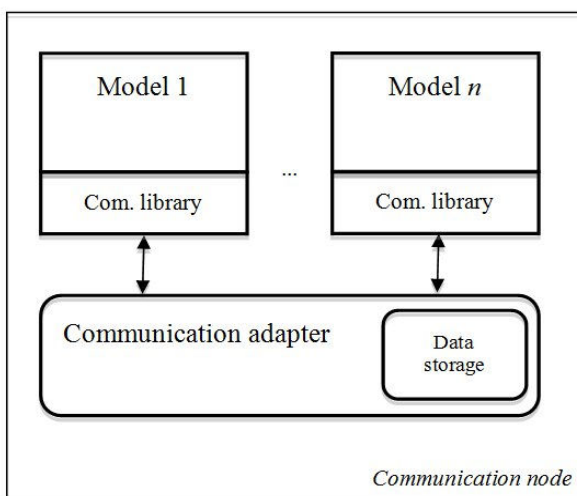 Model 1
Model n
Com. library
...
Com. library
Communication adapter
Data
storage
Communication node